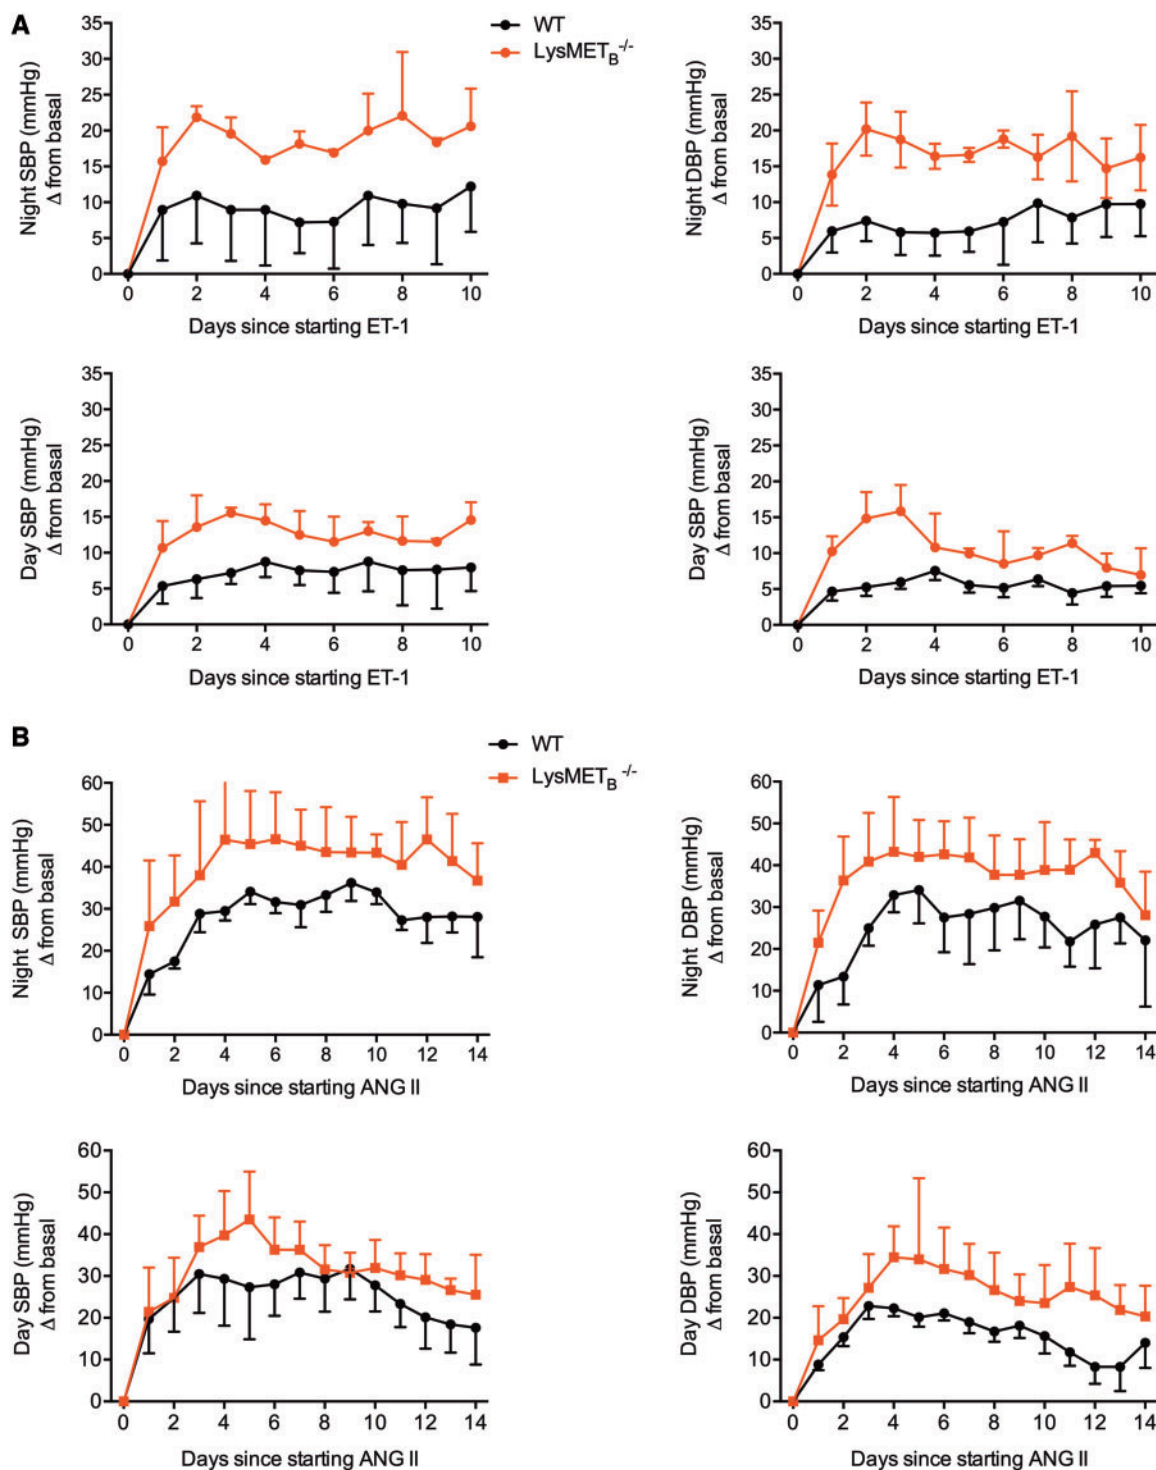 A
WT
LysMET_B^-/-
35
30
25
20
15
10
5
0
Night SBP (mmHg)
Δ from basal
0 2 4 6 8 10
Days since starting ET-1
35
30
25
20
15
10
5
0
Night DBP (mmHg)
Δ from basal
0 2 4 6 8 10
Days since starting ET-1
35
30
25
20
15
10
5
0
Day SBP (mmHg)
Δ from basal
0 2 4 6 8 10
Days since starting ET-1
35
30
25
20
15
10
5
0
Day SBP (mmHg)
Δ from basal
0 2 4 6 8 10
Days since starting ET-1
B
WT
LysMET_B^-/-
60
50
40
30
20
10
0
Night SBP (mmHg)
Δ from basal
0 2 4 6 8 10 12 14
Days since starting ANG II
60
50
40
30
20
10
0
Night DBP (mmHg)
Δ from basal
0 2 4 6 8 10 12 14
Days since starting ANG II
60
50
40
30
20
10
0
Day SBP (mmHg)
Δ from basal
0 2 4 6 8 10 12 14
Days since starting ANG II
60
50
40
30
20
10
0
Day DBP (mmHg)
Δ from basal
0 2 4 6 8 10 12 14
Days since starting ANG II